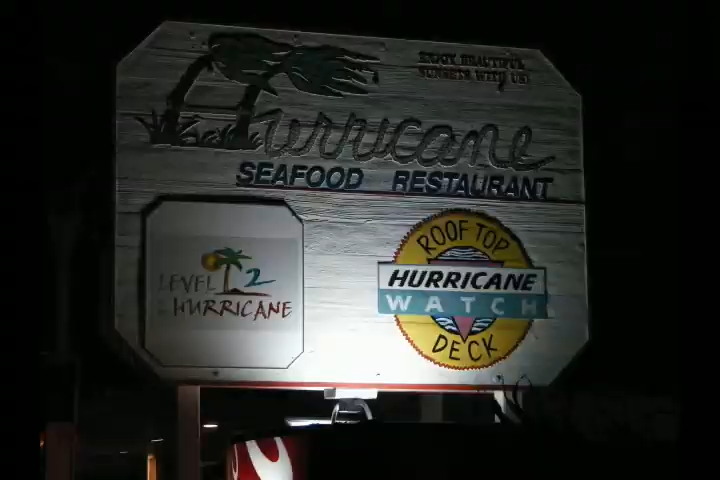 ENJOY BEAUTIFUL
SUNSETS WITH US!
Hurricane
SEAFOOD RESTAURANT
LEVEL 2
HURRICANE
ROOF TOP
HURRICANE
WATCH
DECK